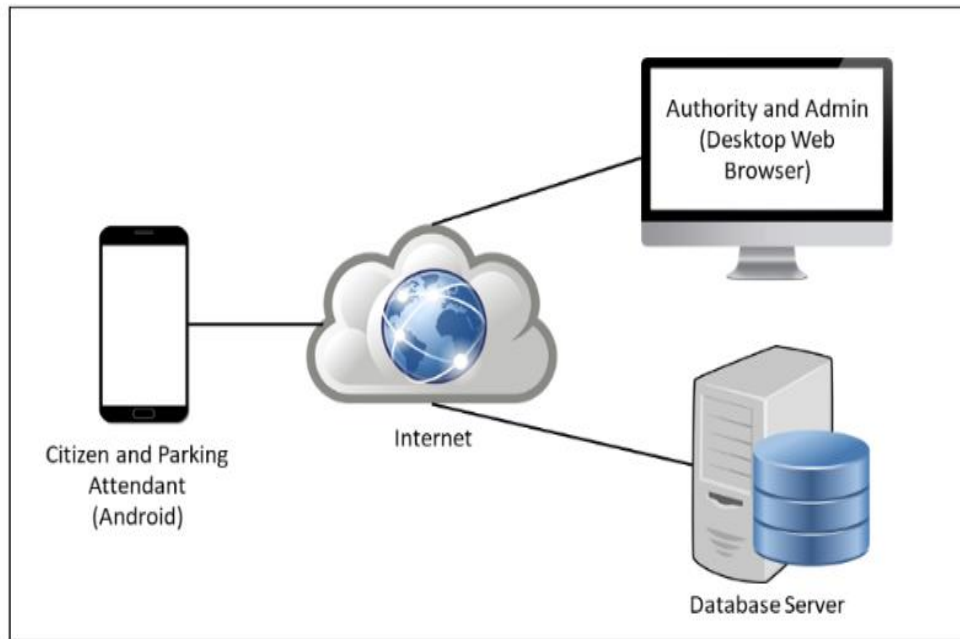 Authority and Admin
(Desktop Web
Browser)
Internet
Citizen and Parking
Attendant
(Android)
Database Server